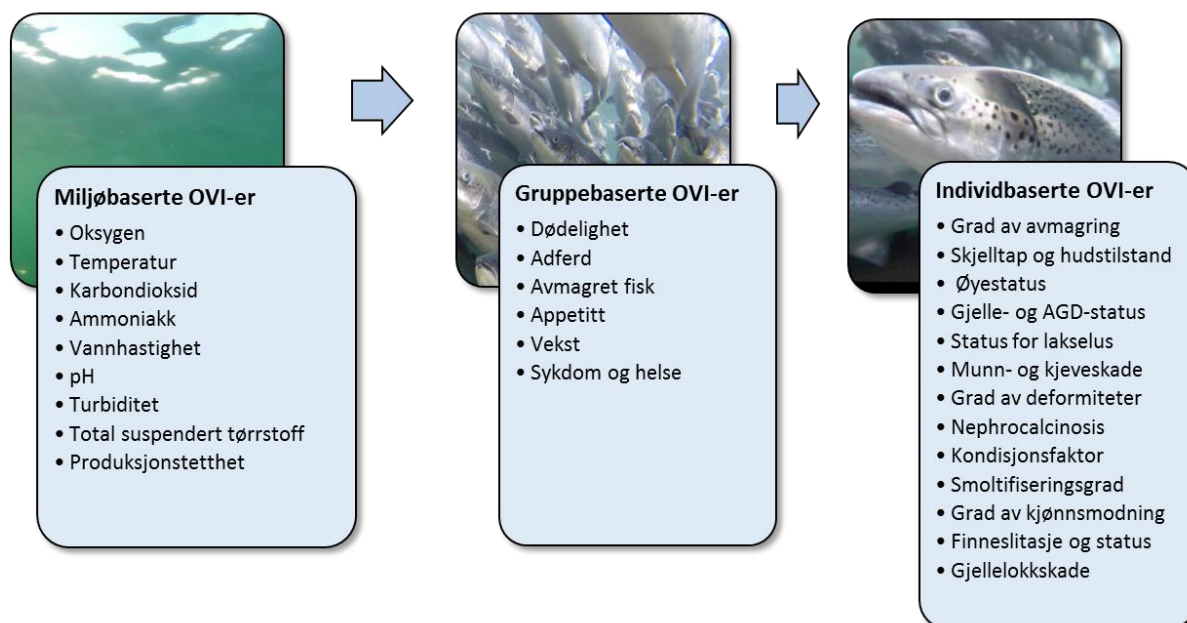 Miljøbaserte OVI-er
• Oksygen
• Temperatur
• Karbondioksid
• Ammoniakk
• Vannhastighet
• pH
• Turbiditet
• Total suspendert tørrstoff
• Produksjonstetthet
Gruppebaserte OVI-er
• Dødelighet
• Adferd
• Avmagret fisk
• Appetitt
• Vekst
• Sykdom og helse
Individbaserte OVI-er
• Grad av avmagring
• Skjelltap og hudstilstand
• Øyestatus
• Gjelle- og AGD-status
• Status for lakselus
• Munn- og kjeveskade
• Grad av deformiteter
• Nephrocalcinosis
• Kondisjonsfaktor
• Smoltifiseringsgrad
• Grad av kjønnsmodning
• Finneslitasje og status
• Gjellelokkskade